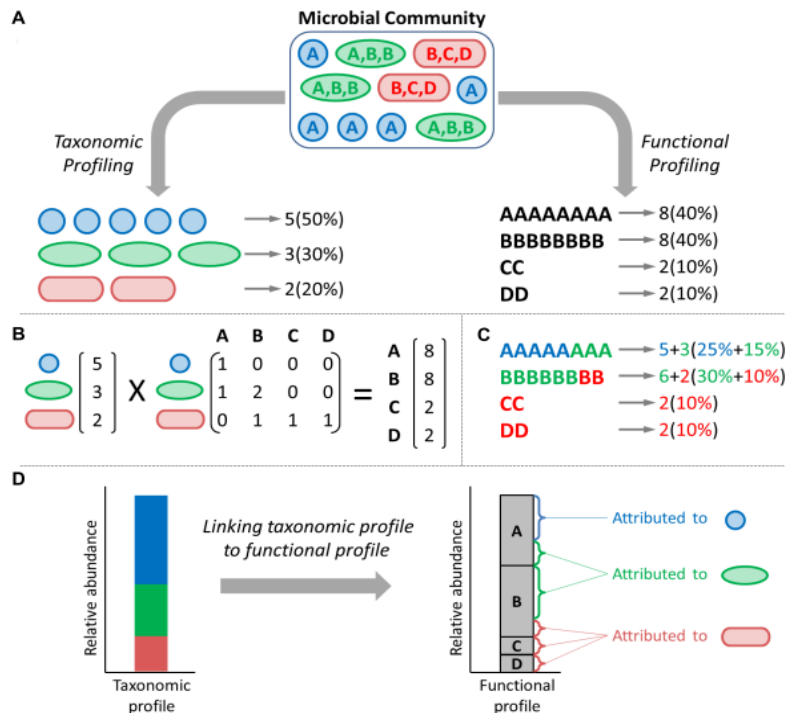 A
Microbial Community
A A,B,B B,C,D
A,B,B B,C,D A
A A A A,B,B
Taxonomic
Profiling
Functional
Profiling
5(50%)
3(30%)
2(20%)
AAAAAAAA 8(40%)
BBBBBBBB 8(40%)
CC 2(10%)
DD 2(10%)
B
A B C D
5 1 0 0 0
3 X 1 2 0 0
2 0 1 1 1
=
A 8
B 8
C 2
D 2
C
AAAAAAAA 5+3(25%+15%)
BBBBBBBB 6+2(30%+10%)
CC 2(10%)
DD 2(10%)
D
Relative abundance
Taxonomic
profile
Linking taxonomic profile
to functional profile
Relative abundance
A
B
C
D
Functional
profile
Attributed to
Attributed to
Attributed to